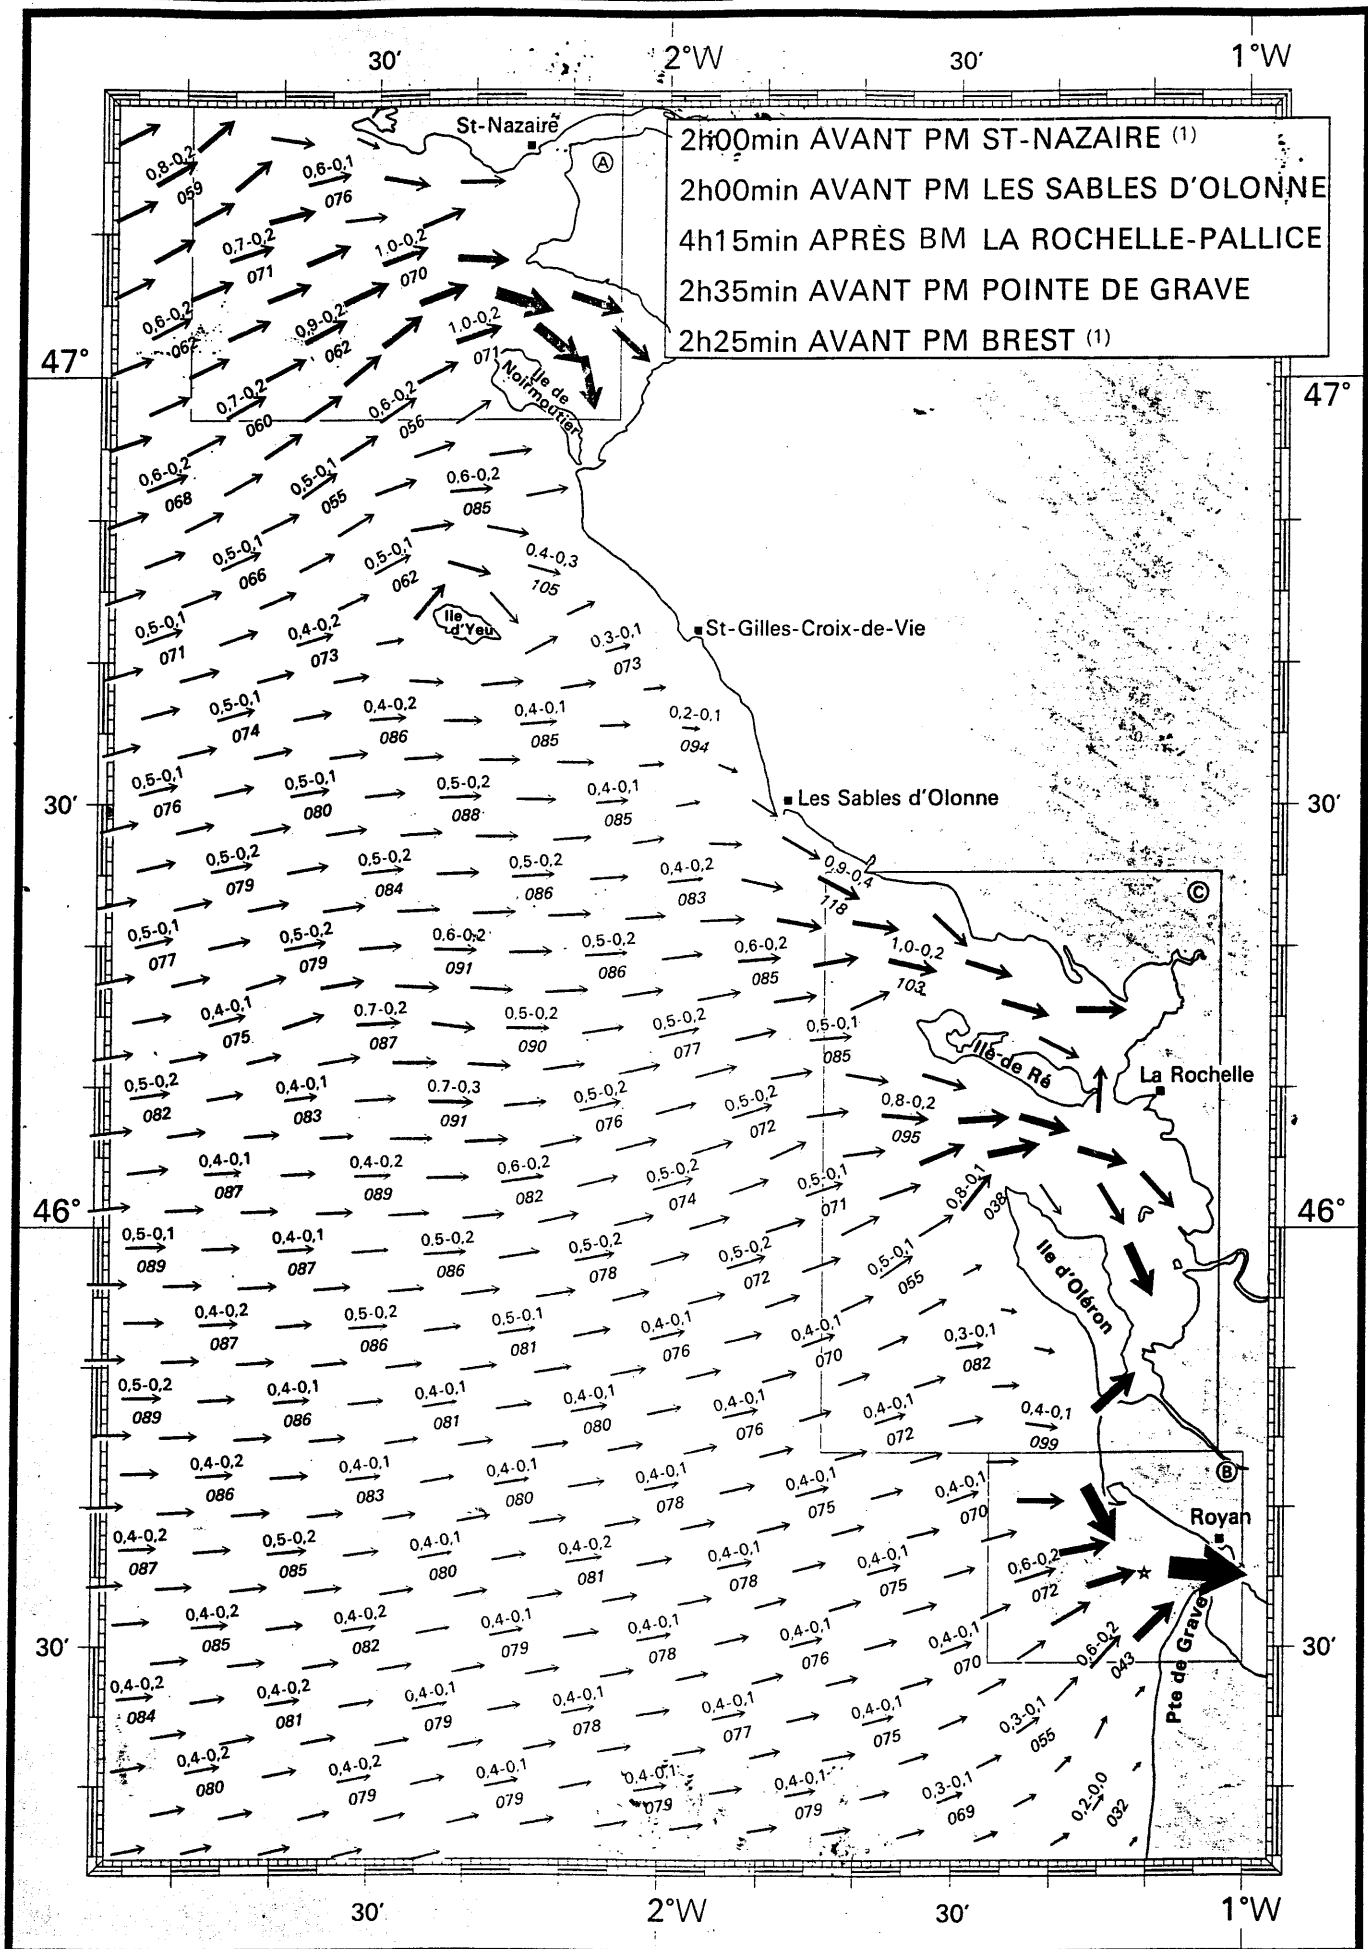 30′ 2°W 30′ 1°W
St-Nazaire
A
2h00min AVANT PM ST-NAZAIRE (1)
2h00min AVANT PM LES SABLES D'OLONNE
4h15min APRÈS BM LA ROCHELLE-PALLICE
2h35min AVANT PM POINTE DE GRAVE
2h25min AVANT PM BREST (1)
0,8-0,2
059
0,6-0,1
076
0,7-0,2
071
1,0-0,2
070
0,6-0,2
062
0,9-0,2
062
1,0-0,2
071
47° 47°
Ile de
Noirmoutier
0,7-0,2
060
0,6-0,2
056
0,6-0,2
068
0,5-0,1
055
0,6-0,2
085
0,5-0,1
066
0,5-0,1
062
0,4-0,3
105
Ile
d'Yeu
St-Gilles-Croix-de-Vie
0,5-0,1
071
0,4-0,2
073
0,3-0,1
073
0,5-0,1 0,4-0,2 0,4-0,1 0,2-0,1
074 086 085 094
0,5-0,1 0,5-0,1 0,5-0,2 0,4-0,1
076 080 088 085
30′ Les Sables d'Olonne 30′
0,5-0,2 0,5-0,2 0,5-0,2 0,4-0,2 0,9-0,4
079 084 086 083 118
C
0,5-0,1 0,5-0,2 0,6-0,2 0,5-0,2 0,6-0,2 1,0-0,2
077 079 091 086 085 103
0,4-0,1 0,7-0,2 0,5-0,2 0,5-0,2 0,5-0,1
075 087 090 077 085
Ile de Ré
La Rochelle
0,5-0,2 0,4-0,1 0,7-0,3 0,5-0,2 0,5-0,2 0,8-0,2
082 083 091 076 072 095
0,4-0,1 0,4-0,2 0,6-0,2 0,5-0,2 0,5-0,1 0,8-0,1
087 089 082 074 071 038
46° 46°
0,5-0,1 0,4-0,1 0,5-0,2 0,5-0,2 0,5-0,2 0,5-0,1
089 087 086 078 072 055
Ile d'Oléron
0,4-0,2 0,5-0,2 0,5-0,1 0,4-0,1 0,4-0,1 0,3-0,1
087 086 081 076 070 082
0,5-0,2 0,4-0,1 0,4-0,1 0,4-0,1 0,4-0,1 0,4-0,1 0,4-0,1
089 086 081 080 076 072 099
B
0,4-0,2 0,4-0,1 0,4-0,1 0,4-0,1 0,4-0,1 0,4-0,1
086 083 080 078 075 070
Royan
0,4-0,2 0,5-0,2 0,4-0,1 0,4-0,2 0,4-0,1 0,4-0,1 0,6-0,2
087 085 080 081 078 075 072
0,4-0,2 0,4-0,2 0,4-0,1 0,4-0,1 0,4-0,1 0,4-0,1 0,6-0,2
085 082 079 078 076 070 043
30′ Pte de Grave 30′
0,4-0,2 0,4-0,2 0,4-0,1 0,4-0,1 0,4-0,1 0,4-0,1 0,3-0,1
084 081 079 078 077 075 055
0,4-0,2 0,4-0,2 0,4-0,1 0,4-0,1 0,4-0,1 0,3-0,1 0,2-0,0
080 079 079 079 079 069 032
30′ 2°W 30′ 1°W